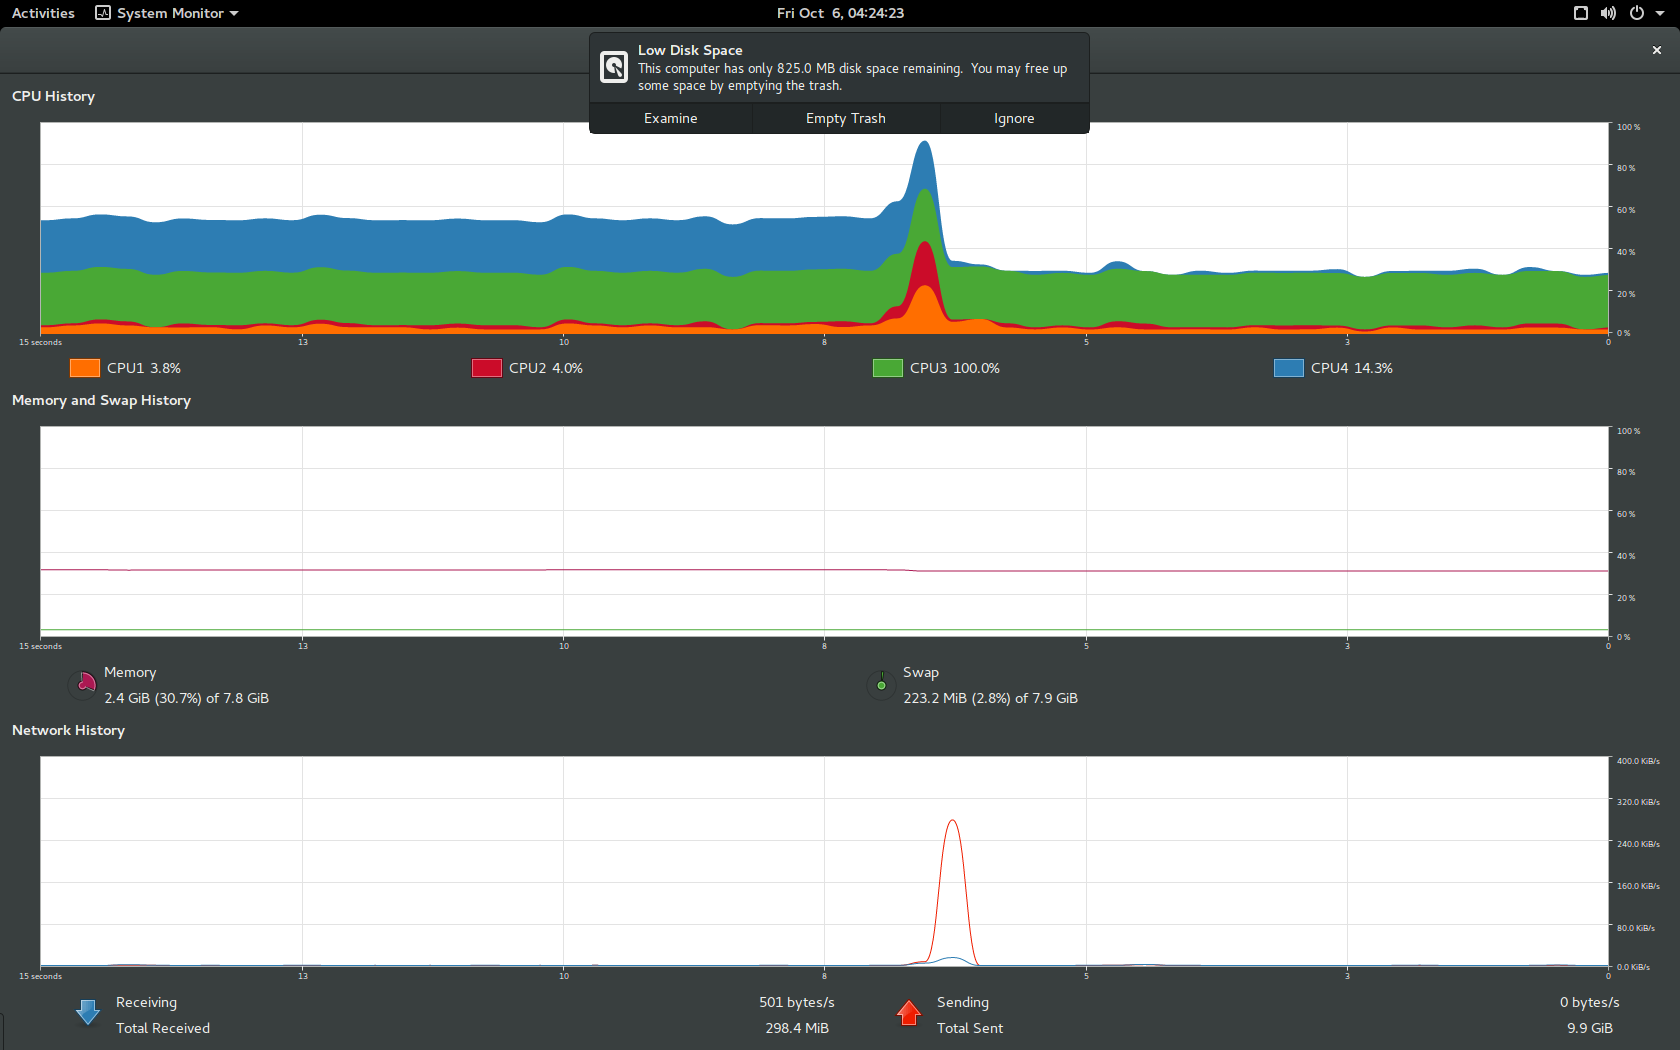 Activities System Monitor Fri Oct 6, 04:24:23
Low Disk Space
This computer has only 825.0 MB disk space remaining. You may free up
some space by emptying the trash.
Examine Empty Trash Ignore
CPU History
100 %
80 %
60 %
40 %
20 %
0 %
15 seconds 13 10 8 5 3 0
CPU1 3.8% CPU2 4.0% CPU3 100.0% CPU4 14.3%
Memory and Swap History
100 %
80 %
60 %
40 %
20 %
0 %
15 seconds 13 10 8 5 3 0
Memory Swap
2.4 GiB (30.7%) of 7.8 GiB 223.2 MiB (2.8%) of 7.9 GiB
Network History
400.0 KiB/s
320.0 KiB/s
240.0 KiB/s
160.0 KiB/s
80.0 KiB/s
0.0 KiB/s
15 seconds 13 10 8 5 3 0
Receiving 501 bytes/s Sending 0 bytes/s
Total Received 298.4 MiB Total Sent 9.9 GiB